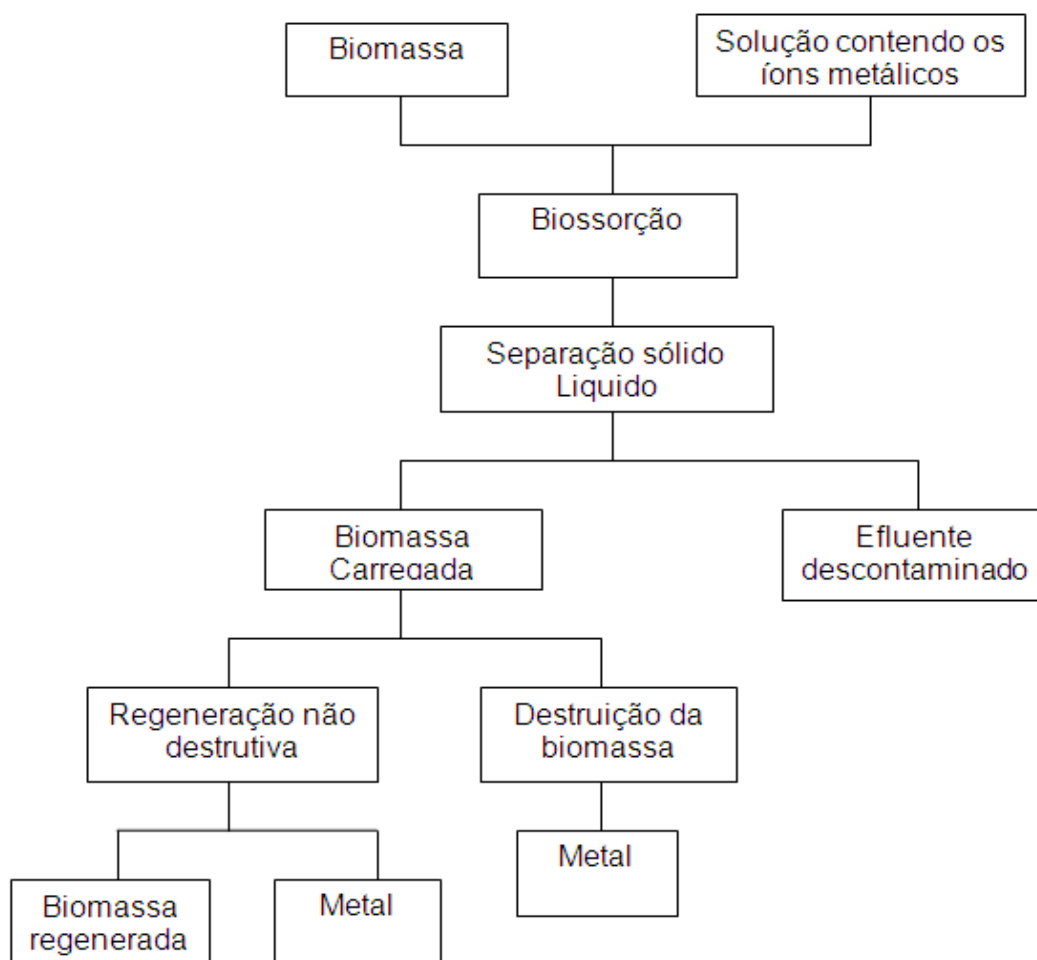 Biomassa
Solução contendo os
íons metálicos
Biossorção
Separação sólido
Liquido
Biomassa
Carregada
Efluente
descontaminado
Regeneração não
destrutiva
Destruição da
biomassa
Metal
Biomassa
regenerada
Metal